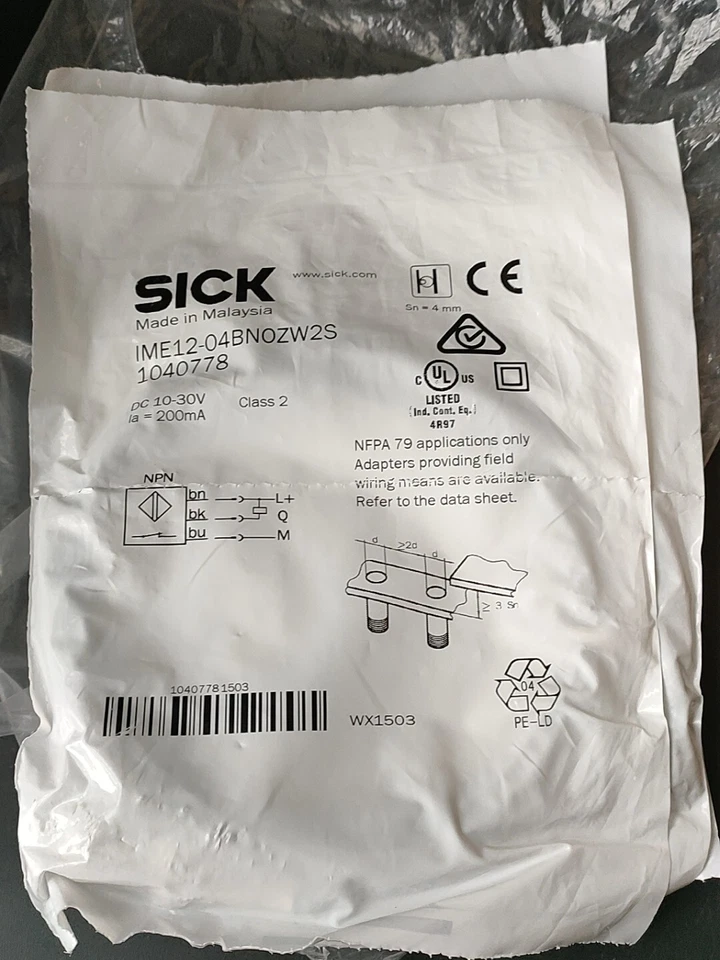 SICK
www.sick.com
Made in Malaysia
IME12-04BNOZW2S
1040778
DC 10-30V
Ia = 200mA
Class 2
CE
Sn = 4 mm
C UL US
LISTED
Ind. Cont. Eq.
4R97
NFPA 79 applications only
Adapters providing field
wiring means are available.
Refer to the data sheet.
NPN
bn L+
bk Q
bu M
d ≥2d d
≥ 3 Sn
10407781503
WX1503
04
PE-LD